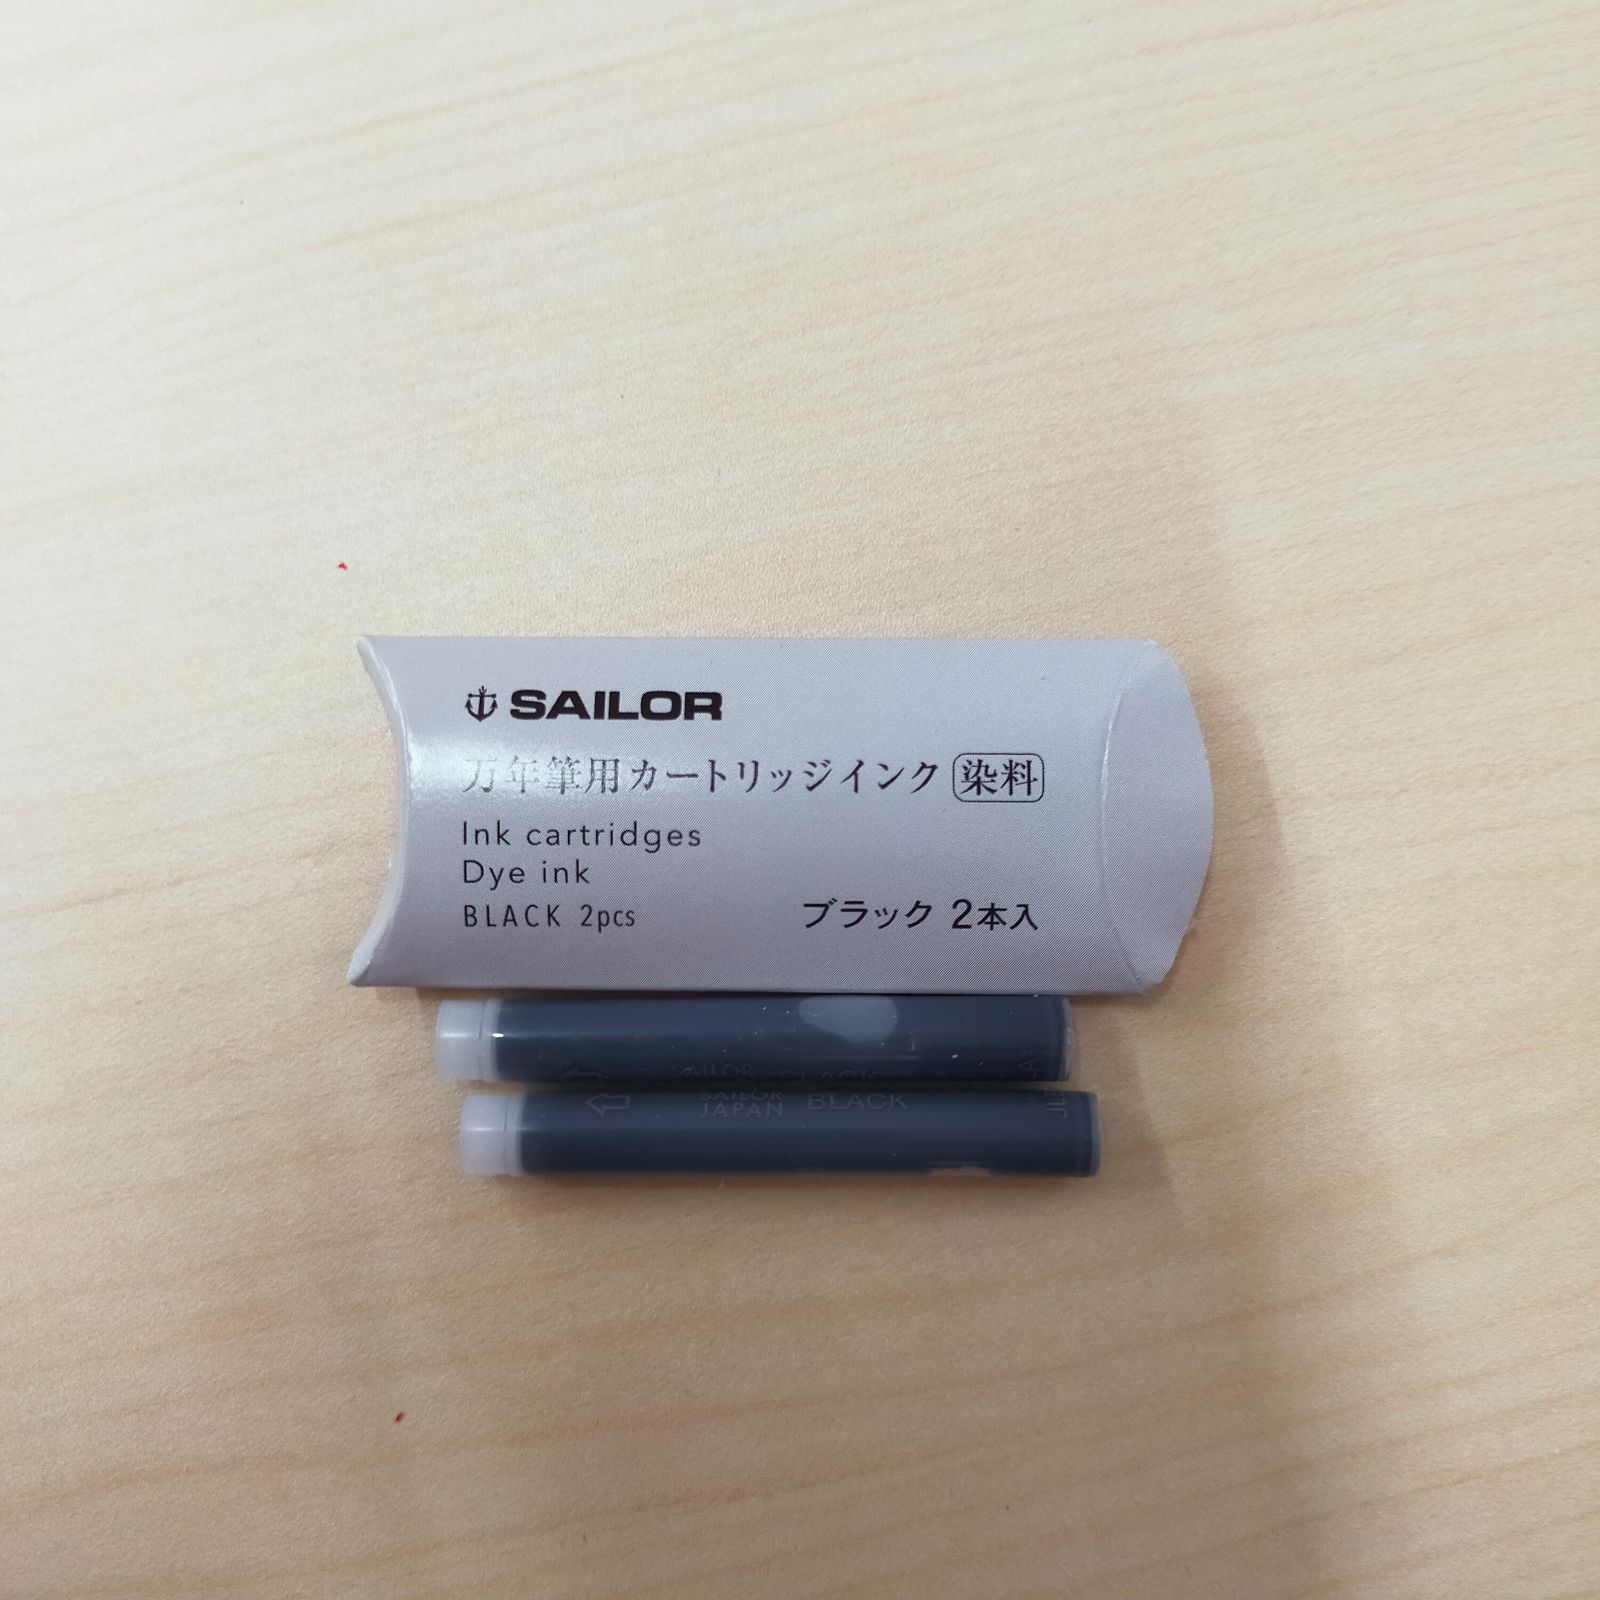 SAILOR
万年筆用カートリッジインク 染料
Ink cartridges
Dye ink
BLACK 2pcs
ブラック 2本入
SAILOR
BLACK
SAILOR
JAPAN BLACK